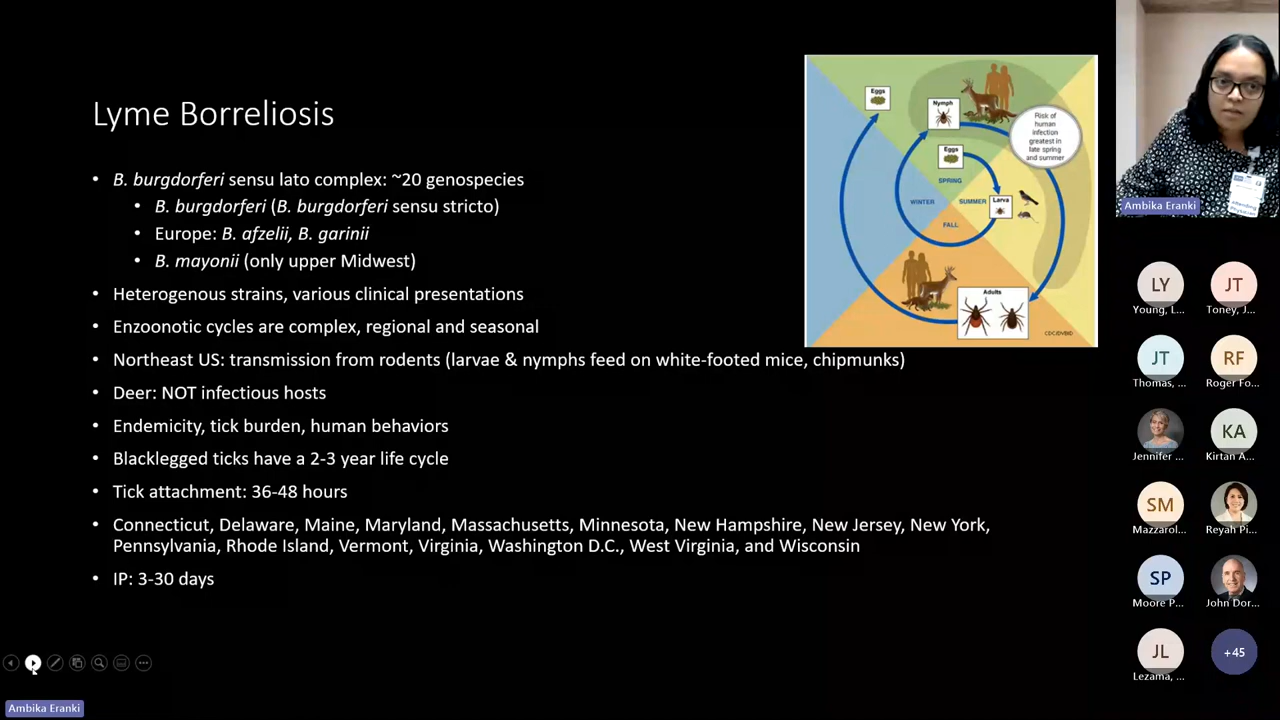 Lyme Borreliosis
• B. burgdorferi sensu lato complex: ~20 genospecies
• B. burgdorferi (B. burgdorferi sensu stricto)
• Europe: B. afzelii, B. garinii
• B. mayonii (only upper Midwest)
• Heterogenous strains, various clinical presentations
• Enzoonotic cycles are complex, regional and seasonal
• Northeast US: transmission from rodents (larvae & nymphs feed on white-footed mice, chipmunks)
• Deer: NOT infectious hosts
• Endemicity, tick burden, human behaviors
• Blacklegged ticks have a 2-3 year life cycle
• Tick attachment: 36-48 hours
• Connecticut, Delaware, Maine, Maryland, Massachusetts, Minnesota, New Hampshire, New Jersey, New York,
Pennsylvania, Rhode Island, Vermont, Virginia, Washington D.C., West Virginia, and Wisconsin
• IP: 3-30 days
Eggs
Nymph
Risk of
human
infection
greatest in
late spring
and summer
Eggs
SPRING
WINTER
SUMMER
Larva
FALL
Adults
CDC/DVBID
Attending
Physician
Ambika Eranki
LY
Young, L...
JT
Toney, J...
JT
Thomas, ...
RF
Roger Fo...
Jennifer ...
KA
Kirtan A...
SM
Mazzarol...
Reyah Pi...
SP
Moore P...
John Dor...
JL
Lezama, ...
+45
Ambika Eranki